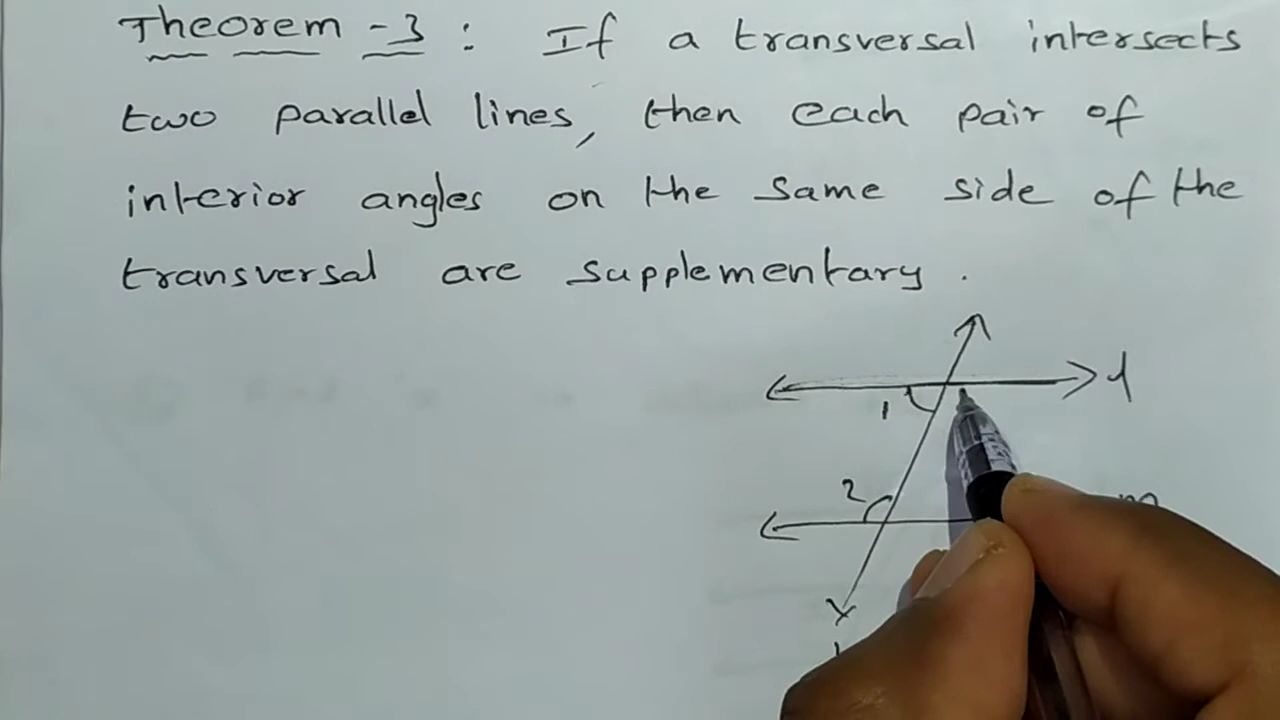 Theorem - 3 : If a transversal intersects
two parallel lines, then each pair of
interior angles on the same side of the
transversal are supplementary .
l
1
2
m